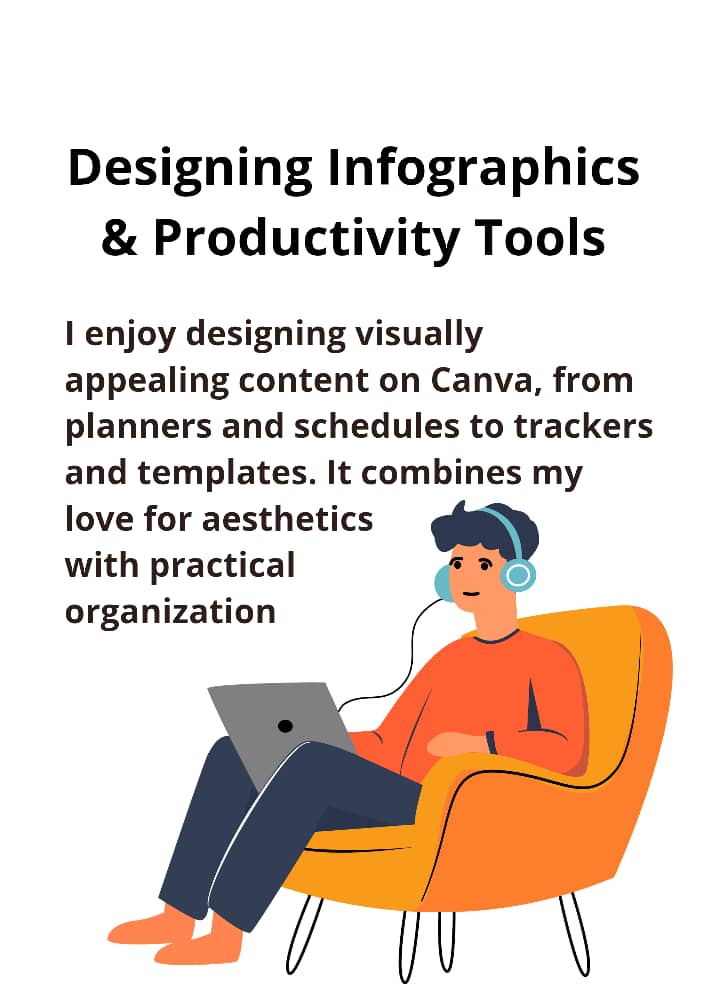 Designing Infographics
& Productivity Tools
I enjoy designing visually
appealing content on Canva, from
planners and schedules to trackers
and templates. It combines my
love for aesthetics
with practical
organization